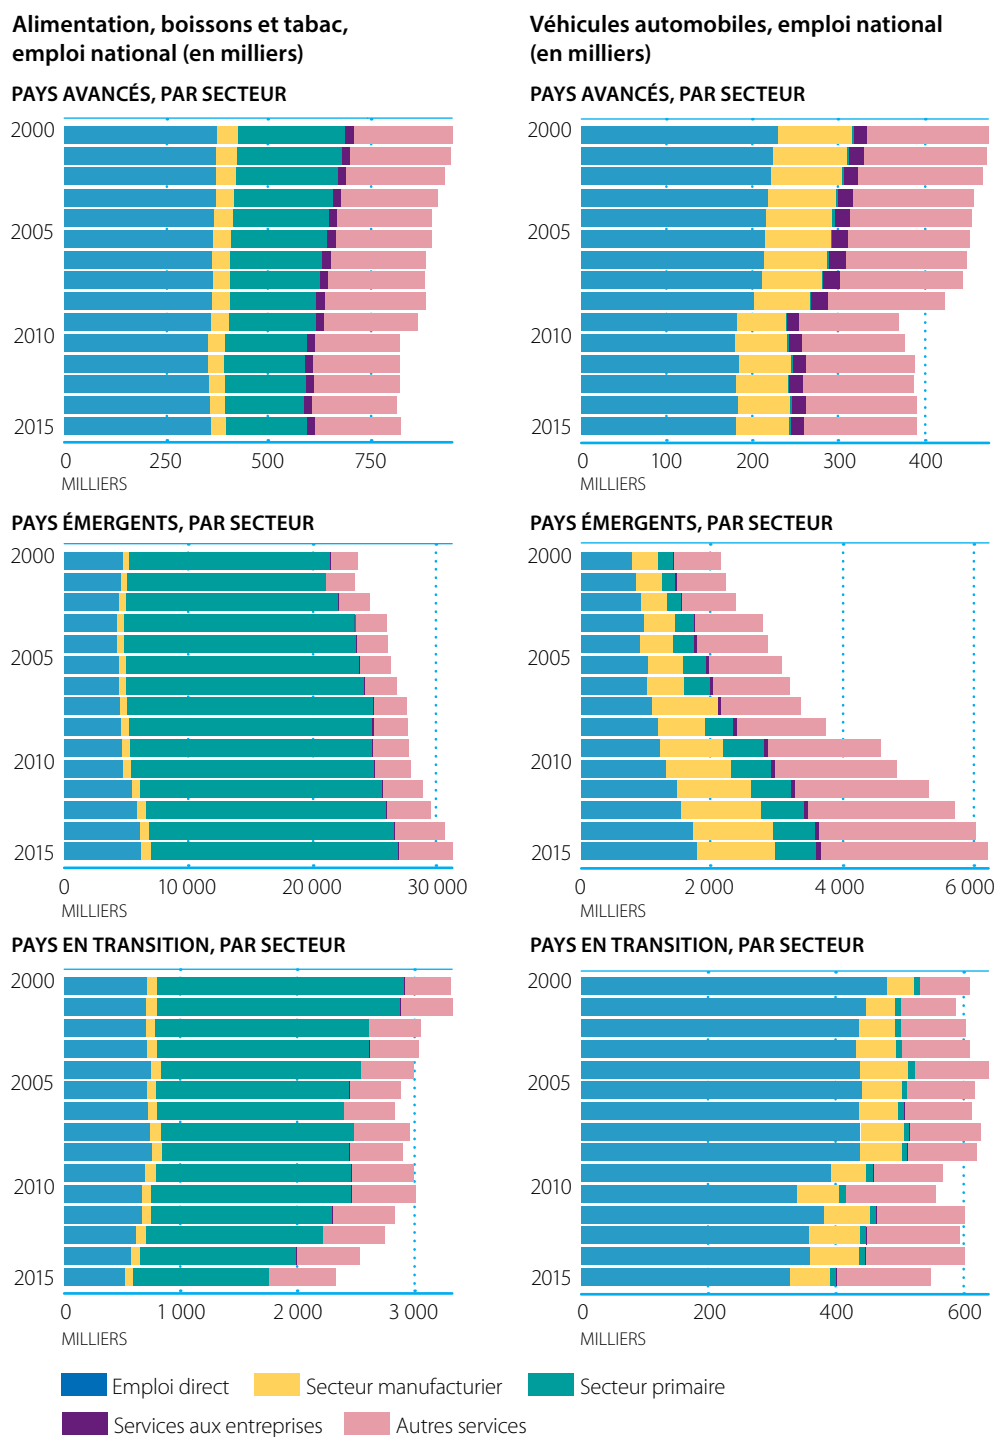 Alimentation, boissons et tabac,
emploi national (en milliers)
PAYS AVANCÉS, PAR SECTEUR
2000
2005
2010
2015
0 250 500 750
MILLIERS
PAYS ÉMERGENTS, PAR SECTEUR
2000
2005
2010
2015
0 10 000 20 000 30 000
MILLIERS
PAYS EN TRANSITION, PAR SECTEUR
2000
2005
2010
2015
0 1 000 2 000 3 000
MILLIERS
Véhicules automobiles, emploi national
(en milliers)
PAYS AVANCÉS, PAR SECTEUR
2000
2005
2010
2015
0 100 200 300 400
MILLIERS
PAYS ÉMERGENTS, PAR SECTEUR
2000
2005
2010
2015
0 2 000 4 000 6 000
MILLIERS
PAYS EN TRANSITION, PAR SECTEUR
2000
2005
2010
2015
0 200 400 600
MILLIERS
Emploi direct Secteur manufacturier Secteur primaire
Services aux entreprises Autres services